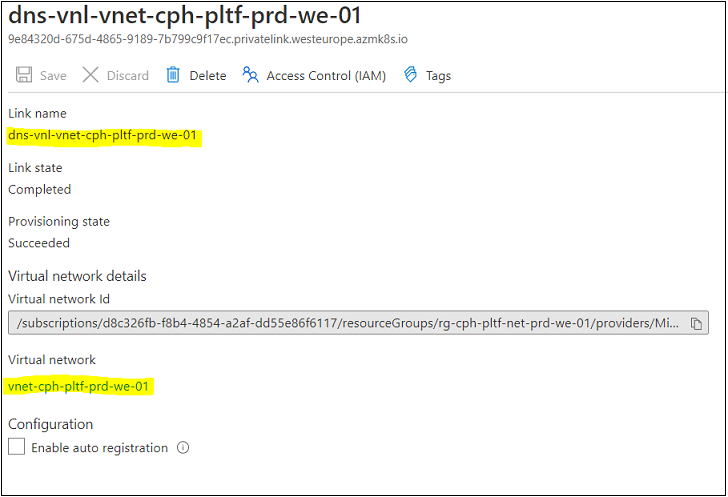 dns-vnl-vnet-cph-pltf-prd-we-01
9e84320d-675d-4865-9189-7b799c9f17ec.privatelink.westeurope.azmk8s.io
Save Discard Delete Access Control (IAM) Tags
Link name
dns-vnl-vnet-cph-pltf-prd-we-01
Link state
Completed
Provisioning state
Succeeded
Virtual network details
Virtual network Id
/subscriptions/d8c326fb-f8b4-4854-a2af-dd55e86f6117/resourceGroups/rg-cph-pltf-net-prd-we-01/providers/Mi...
Virtual network
vnet-cph-pltf-prd-we-01
Configuration
Enable auto registration